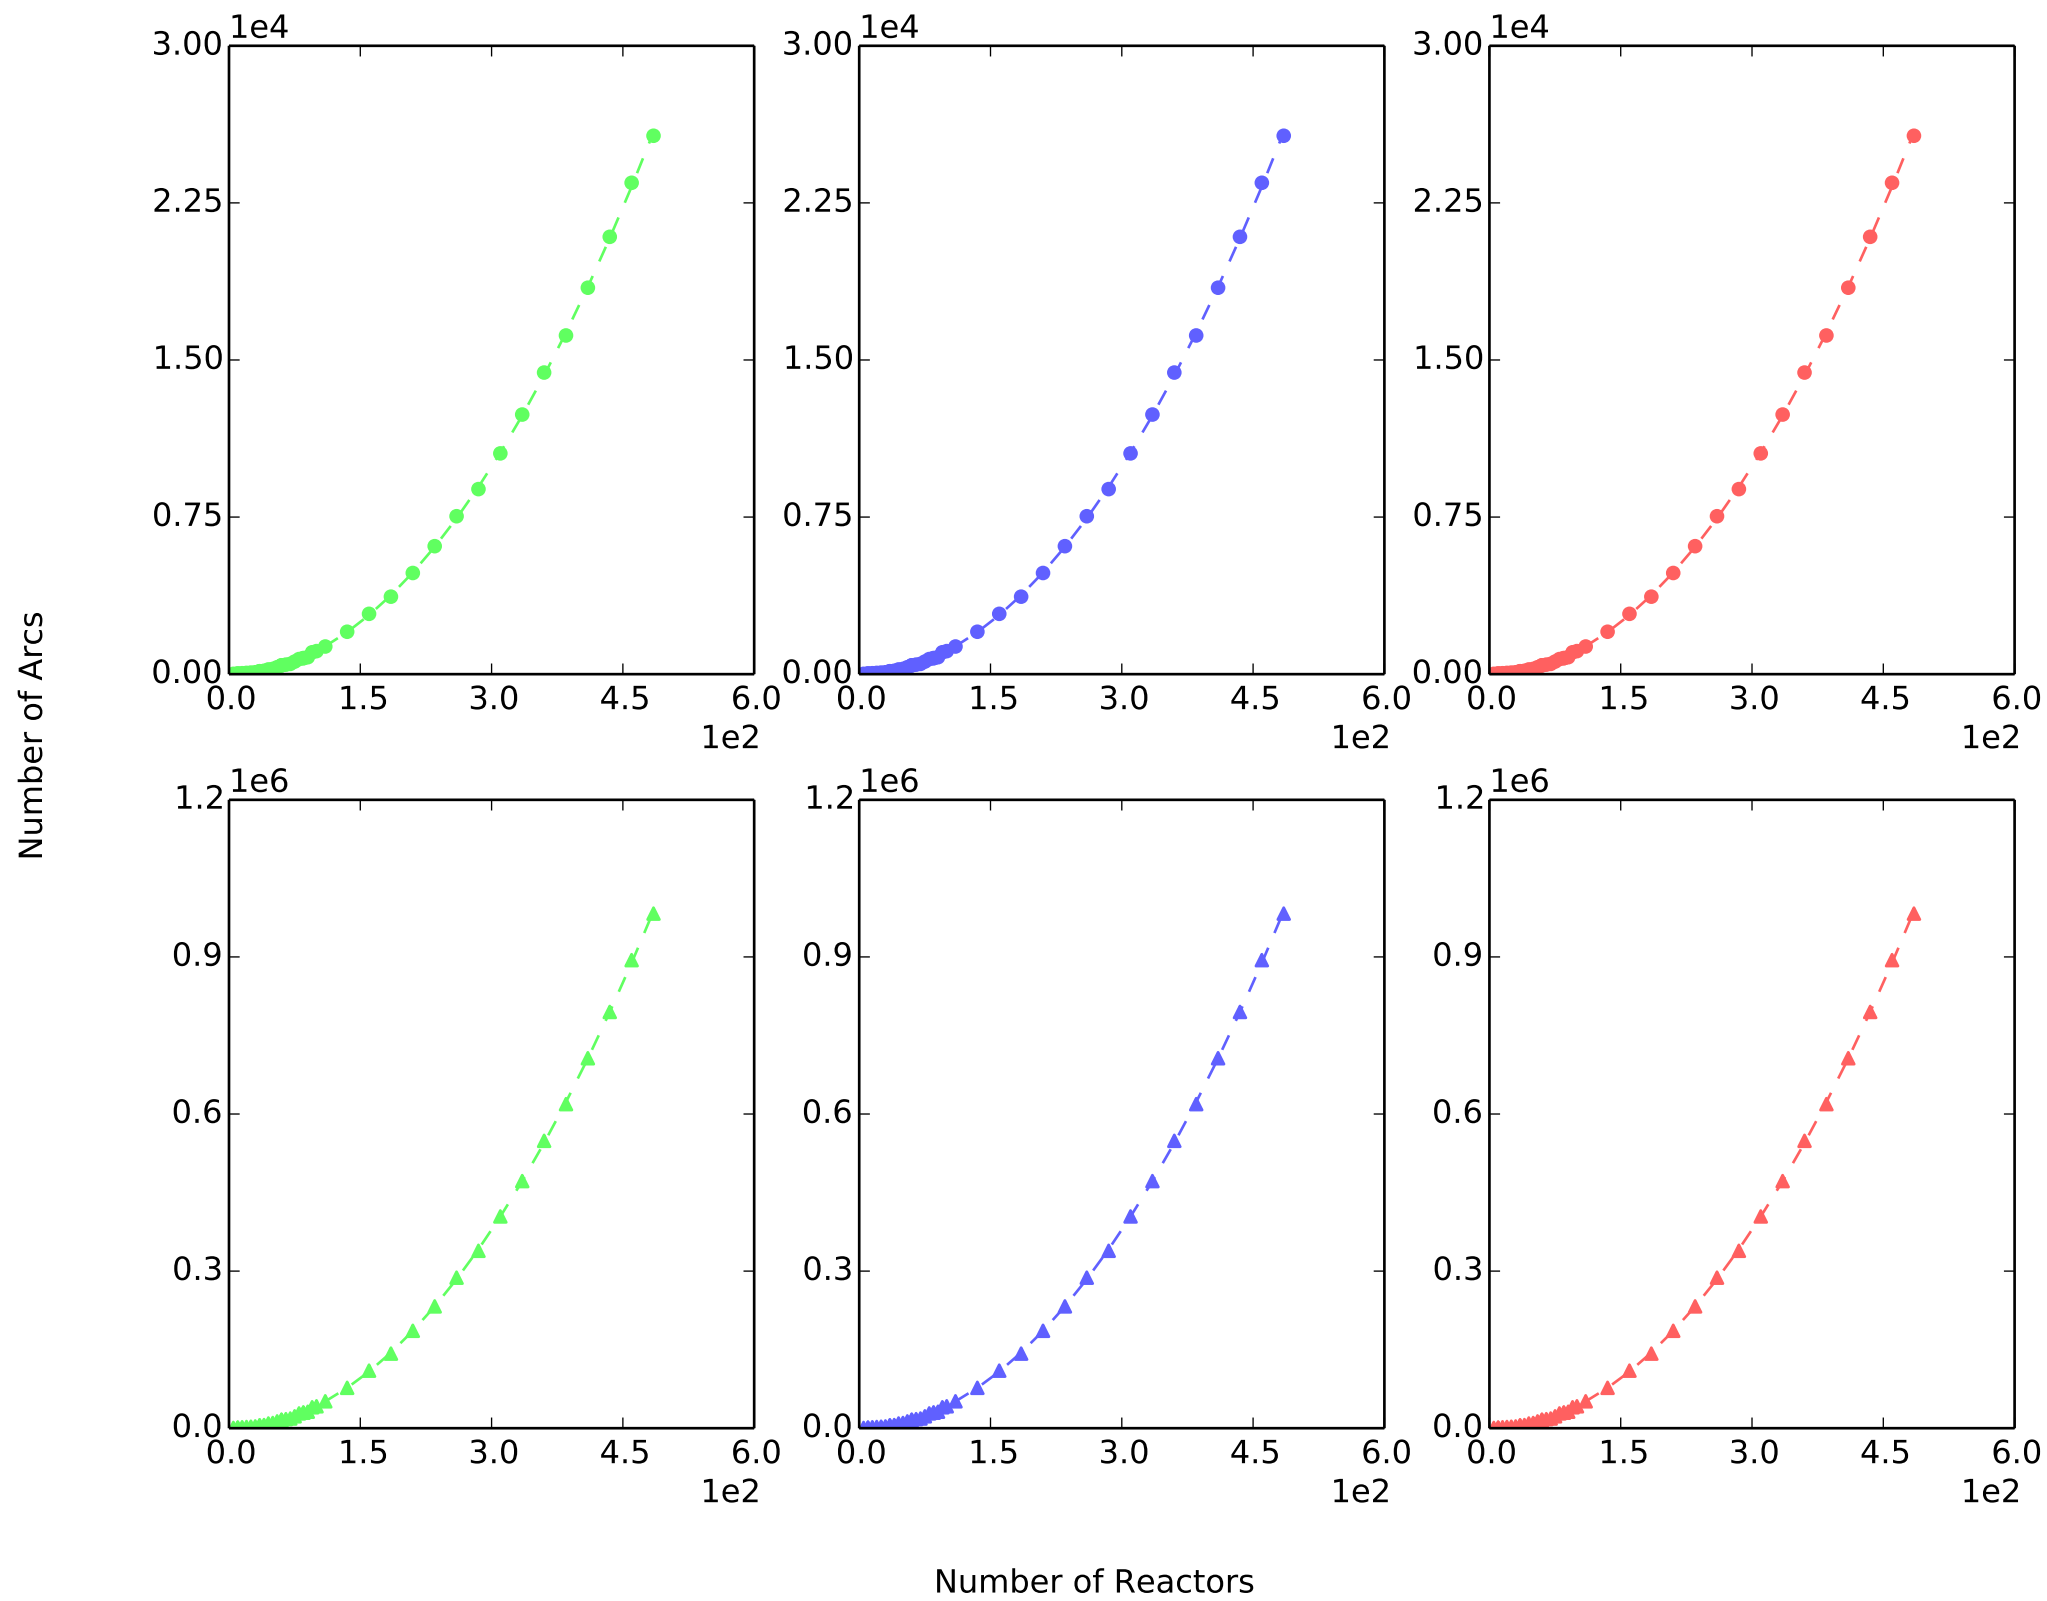 1e4 1e4 1e4
3.00 3.00 3.00
2.25 2.25 2.25
1.50 1.50 1.50
0.75 0.75 0.75
0.00 0.00 0.00
0.0 1.5 3.0 4.5 6.0 0.0 1.5 3.0 4.5 6.0 0.0 1.5 3.0 4.5 6.0
1e2 1e2 1e2
Number of Arcs
1e6 1e6 1e6
1.2 1.2 1.2
0.9 0.9 0.9
0.6 0.6 0.6
0.3 0.3 0.3
0.0 0.0 0.0
0.0 1.5 3.0 4.5 6.0 0.0 1.5 3.0 4.5 6.0 0.0 1.5 3.0 4.5 6.0
1e2 1e2 1e2
Number of Reactors